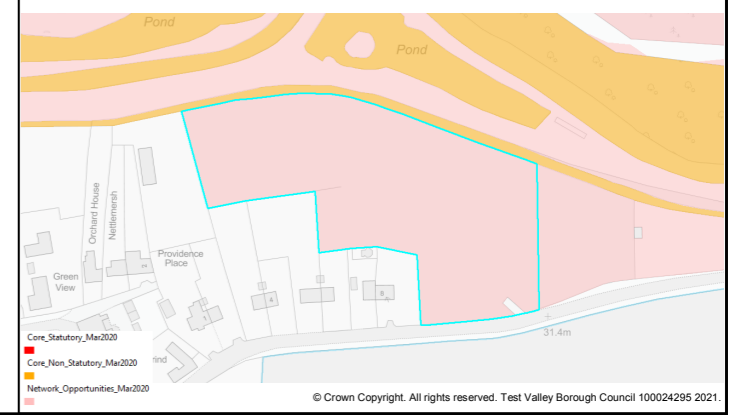 Pond
Pond
Orchard House
Nettlemersh
Providence
Place
Green
View
A
B
31.4m
Core_Statutory_Mar2020
Core_Non_Statutory_Mar2020
Network_Opportunities_Mar2020
© Crown Copyright. All rights reserved. Test Valley Borough Council 100024295 2021.